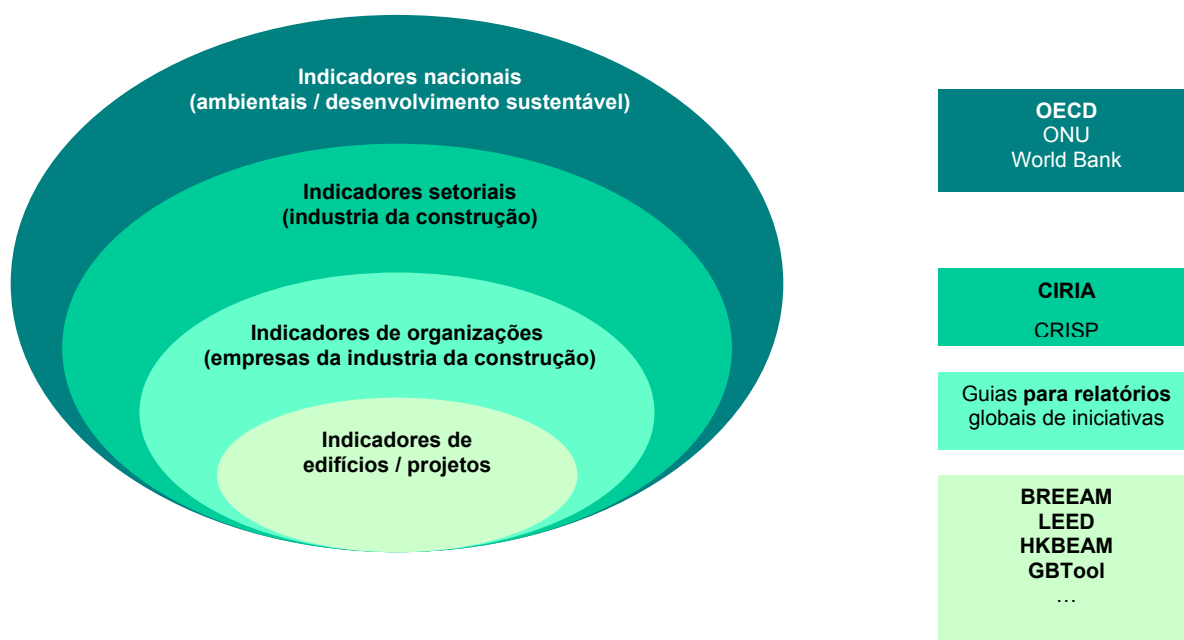 Indicadores nacionais
(ambientais / desenvolvimento sustentável)
Indicadores setoriais
(industria da construção)
Indicadores de organizações
(empresas da industria da construção)
Indicadores de
edifícios / projetos
OECD
ONU
World Bank
CIRIA
CRISP
Guias para relatórios
globais de iniciativas
BREEAM
LEED
HKBEAM
GBTool
…